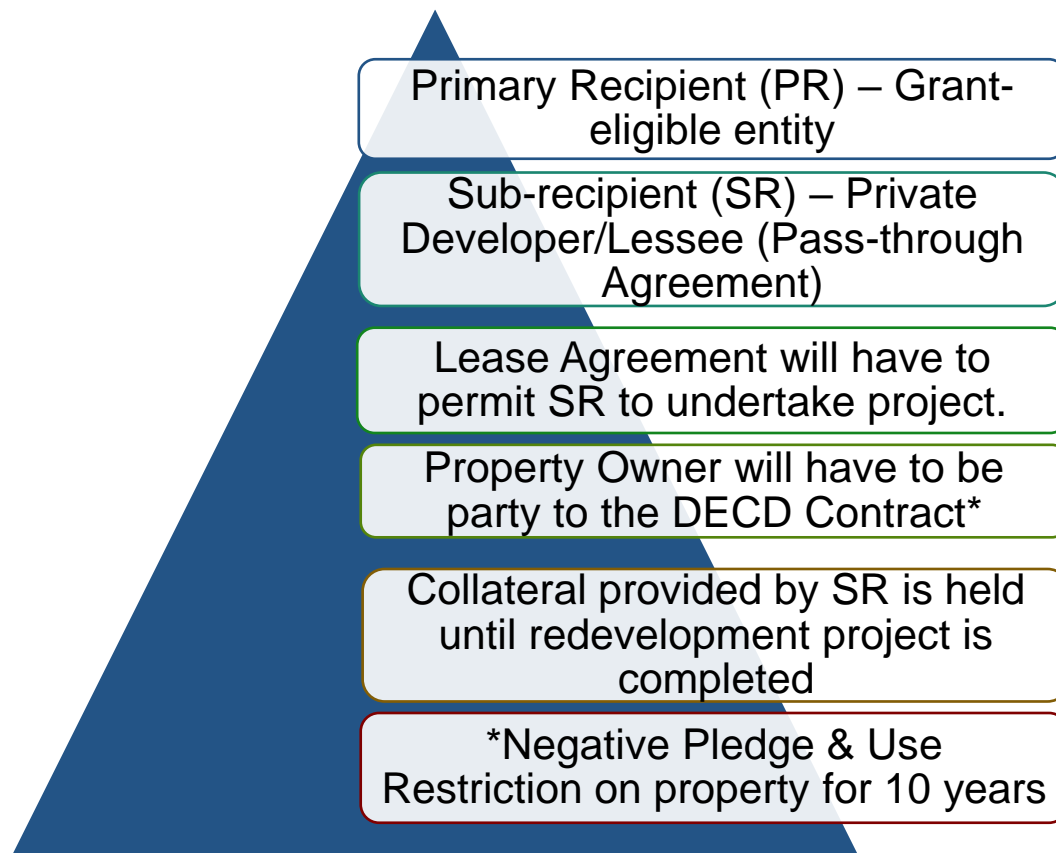 Primary Recipient (PR) – Grant-
eligible entity
Sub-recipient (SR) – Private
Developer/Lessee (Pass-through
Agreement)
Lease Agreement will have to
permit SR to undertake project.
Property Owner will have to be
party to the DECD Contract*
Collateral provided by SR is held
until redevelopment project is
completed
*Negative Pledge & Use
Restriction on property for 10 years